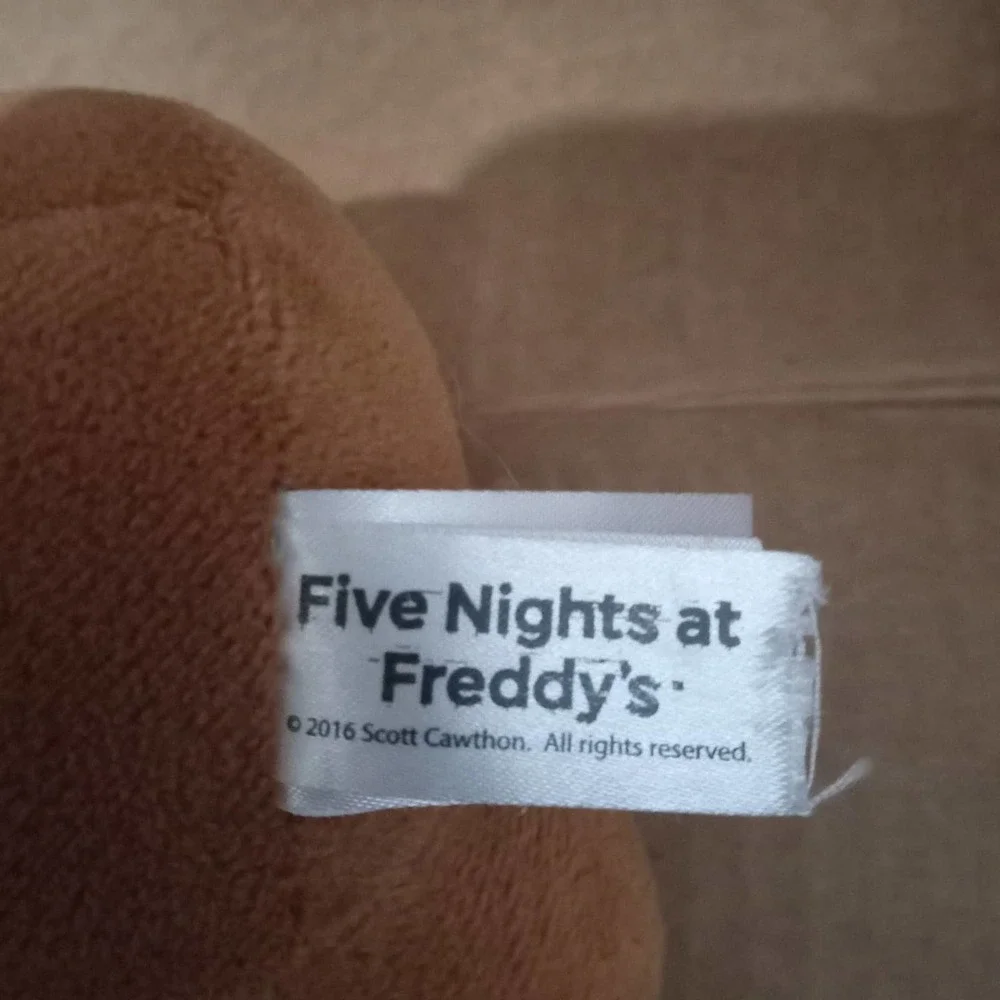 Five Nights at
Freddy's
© 2016 Scott Cawthon. All rights reserved.